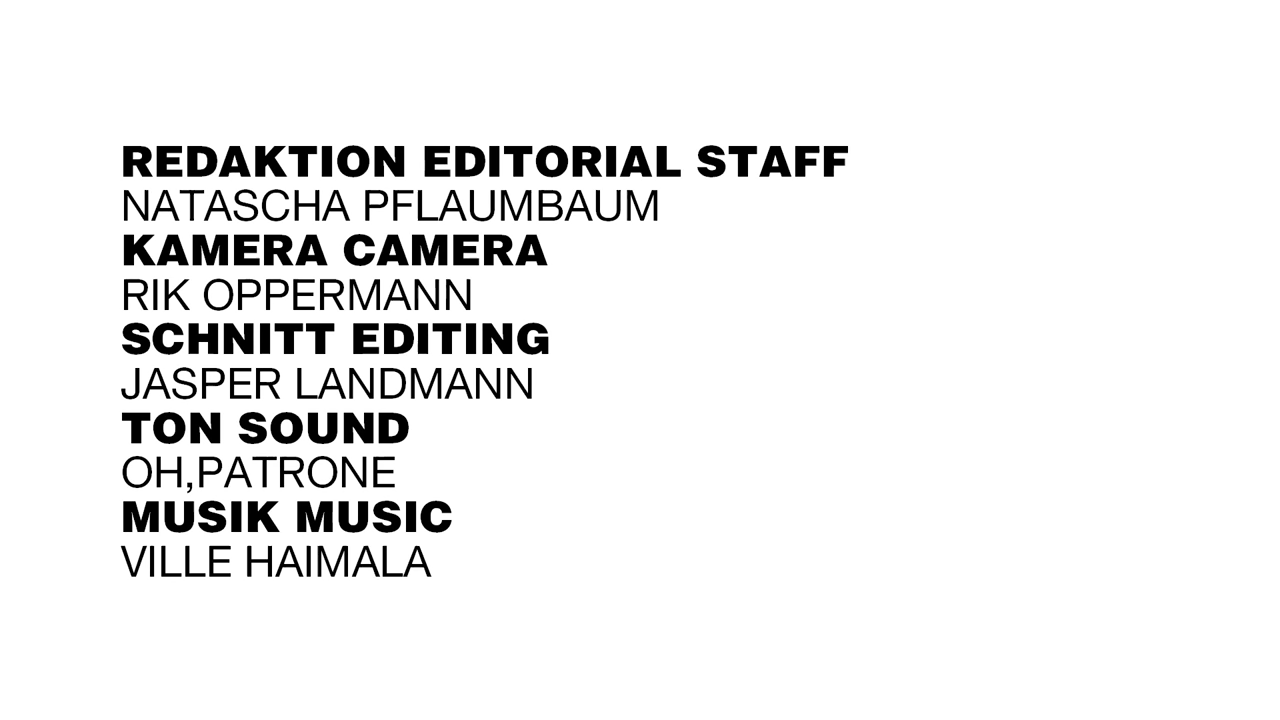 REDAKTION EDITORIAL STAFF
NATASCHA PFLAUMBAUM
KAMERA CAMERA
RIK OPPERMANN
SCHNITT EDITING
JASPER LANDMANN
TON SOUND
OH,PATRONE
MUSIK MUSIC
VILLE HAIMALA